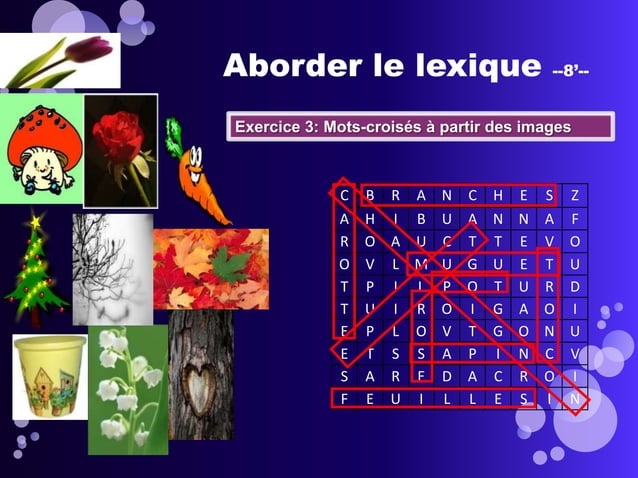 Aborder le lexique --8’--
Exercice 3: Mots-croisés à partir des images
C B R A N C H E S Z
A H I B U A N N A F
R O A U C T T E V O
O V L M U G U E T U
T P I L P O T U R D
T U I R O I G A O I
E P L O V T G O N U
E T S S A P I N C V
S A R E D A C R O I
F E U I L L E S I N